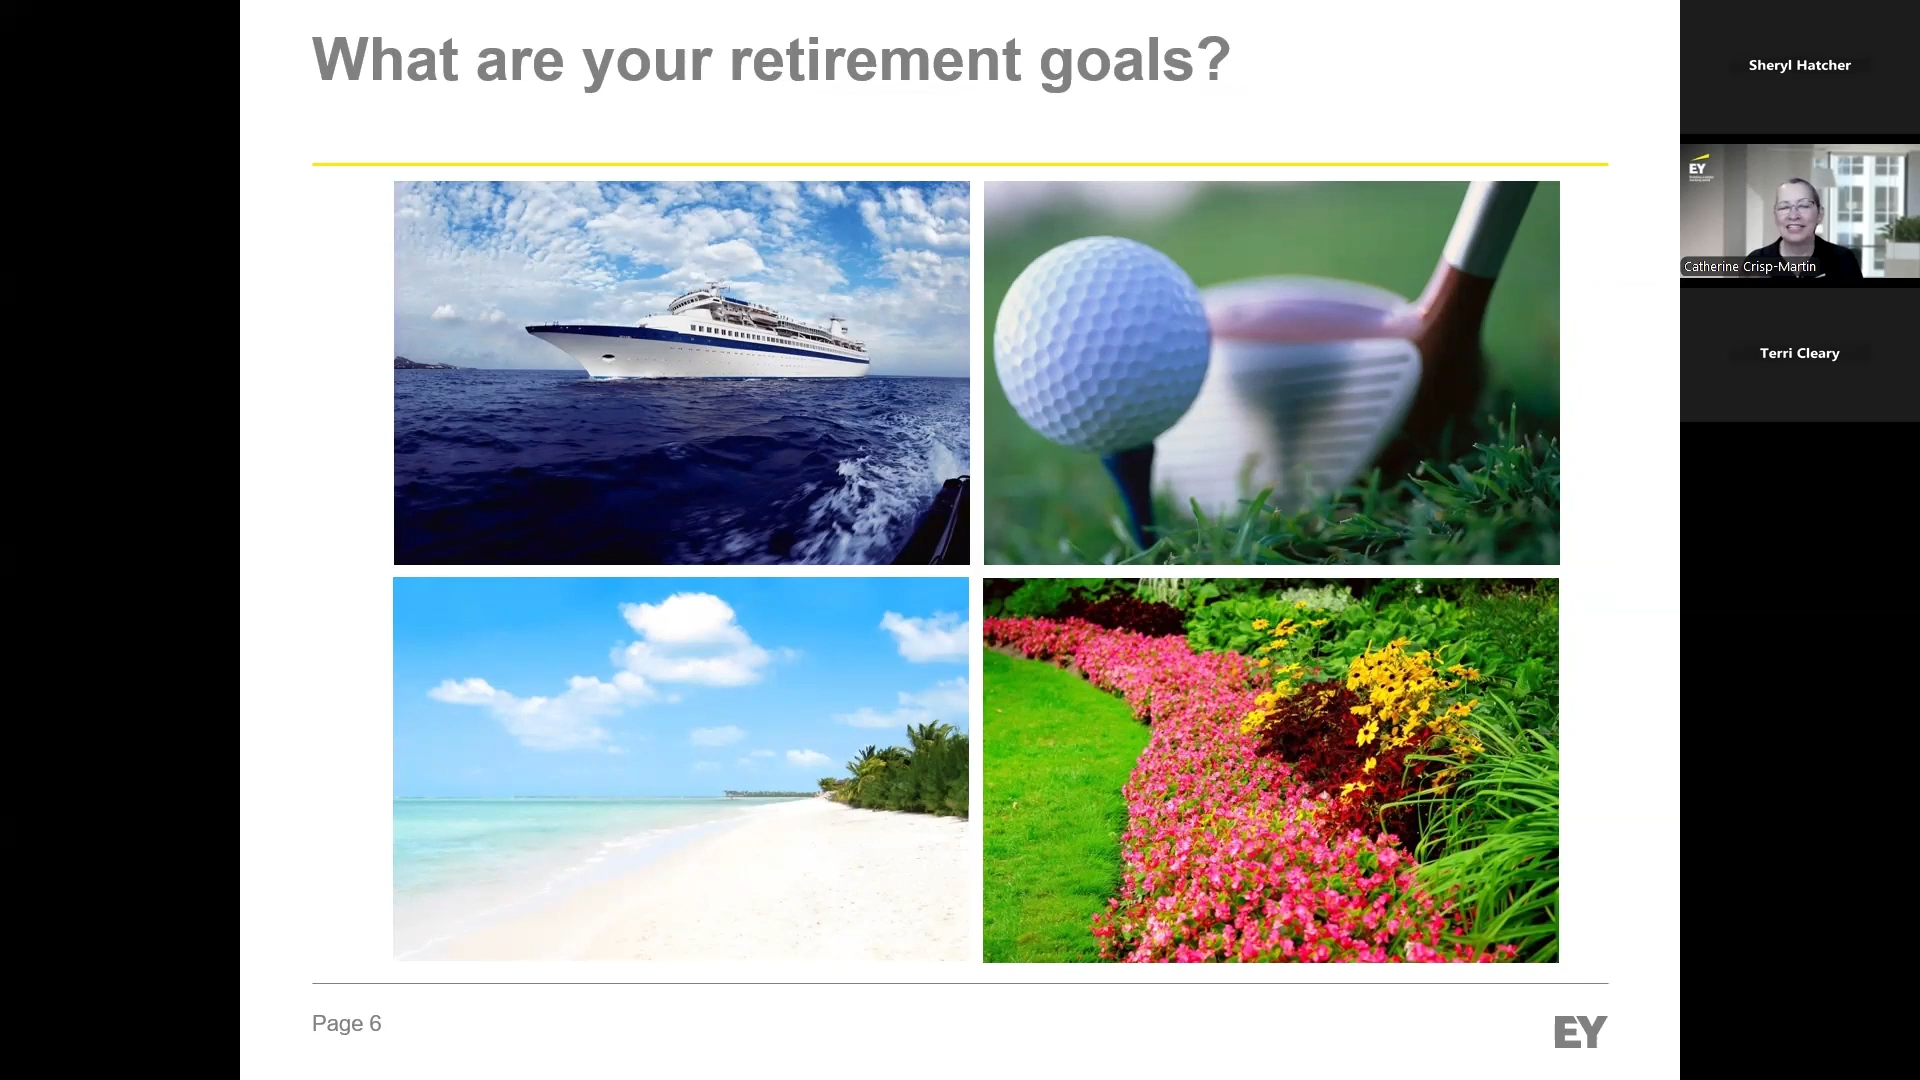 What are your retirement goals?
Sheryl Hatcher
EY
Catherine Crisp-Martin
Terri Cleary
Page 6
EY